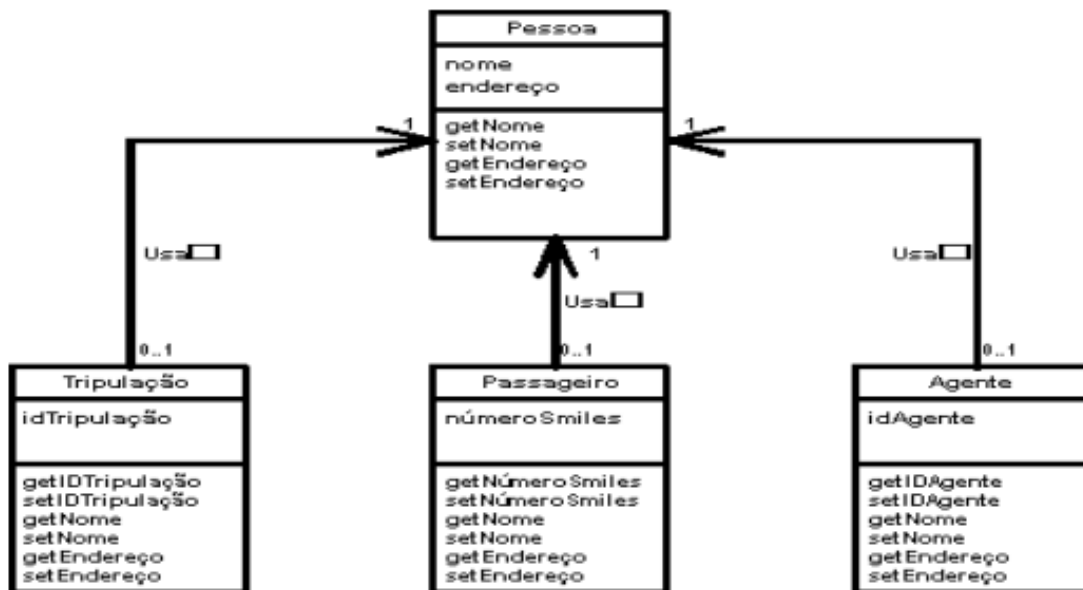 Pessoa
nome
endereço
1
1
getNome
setNome
getEndereço
setEndereço
Usa
1
Usa
Usa
0..1
0..1
0..1
Tripulação
idTripulação
getIDTripulação
setIDTripulação
getNome
setNome
getEndereço
setEndereço
Passageiro
númeroSmiles
getNúmeroSmiles
setNúmeroSmiles
getNome
setNome
getEndereço
setEndereço
Agente
idAgente
getIDAgente
setIDAgente
getNome
setNome
getEndereço
setEndereço